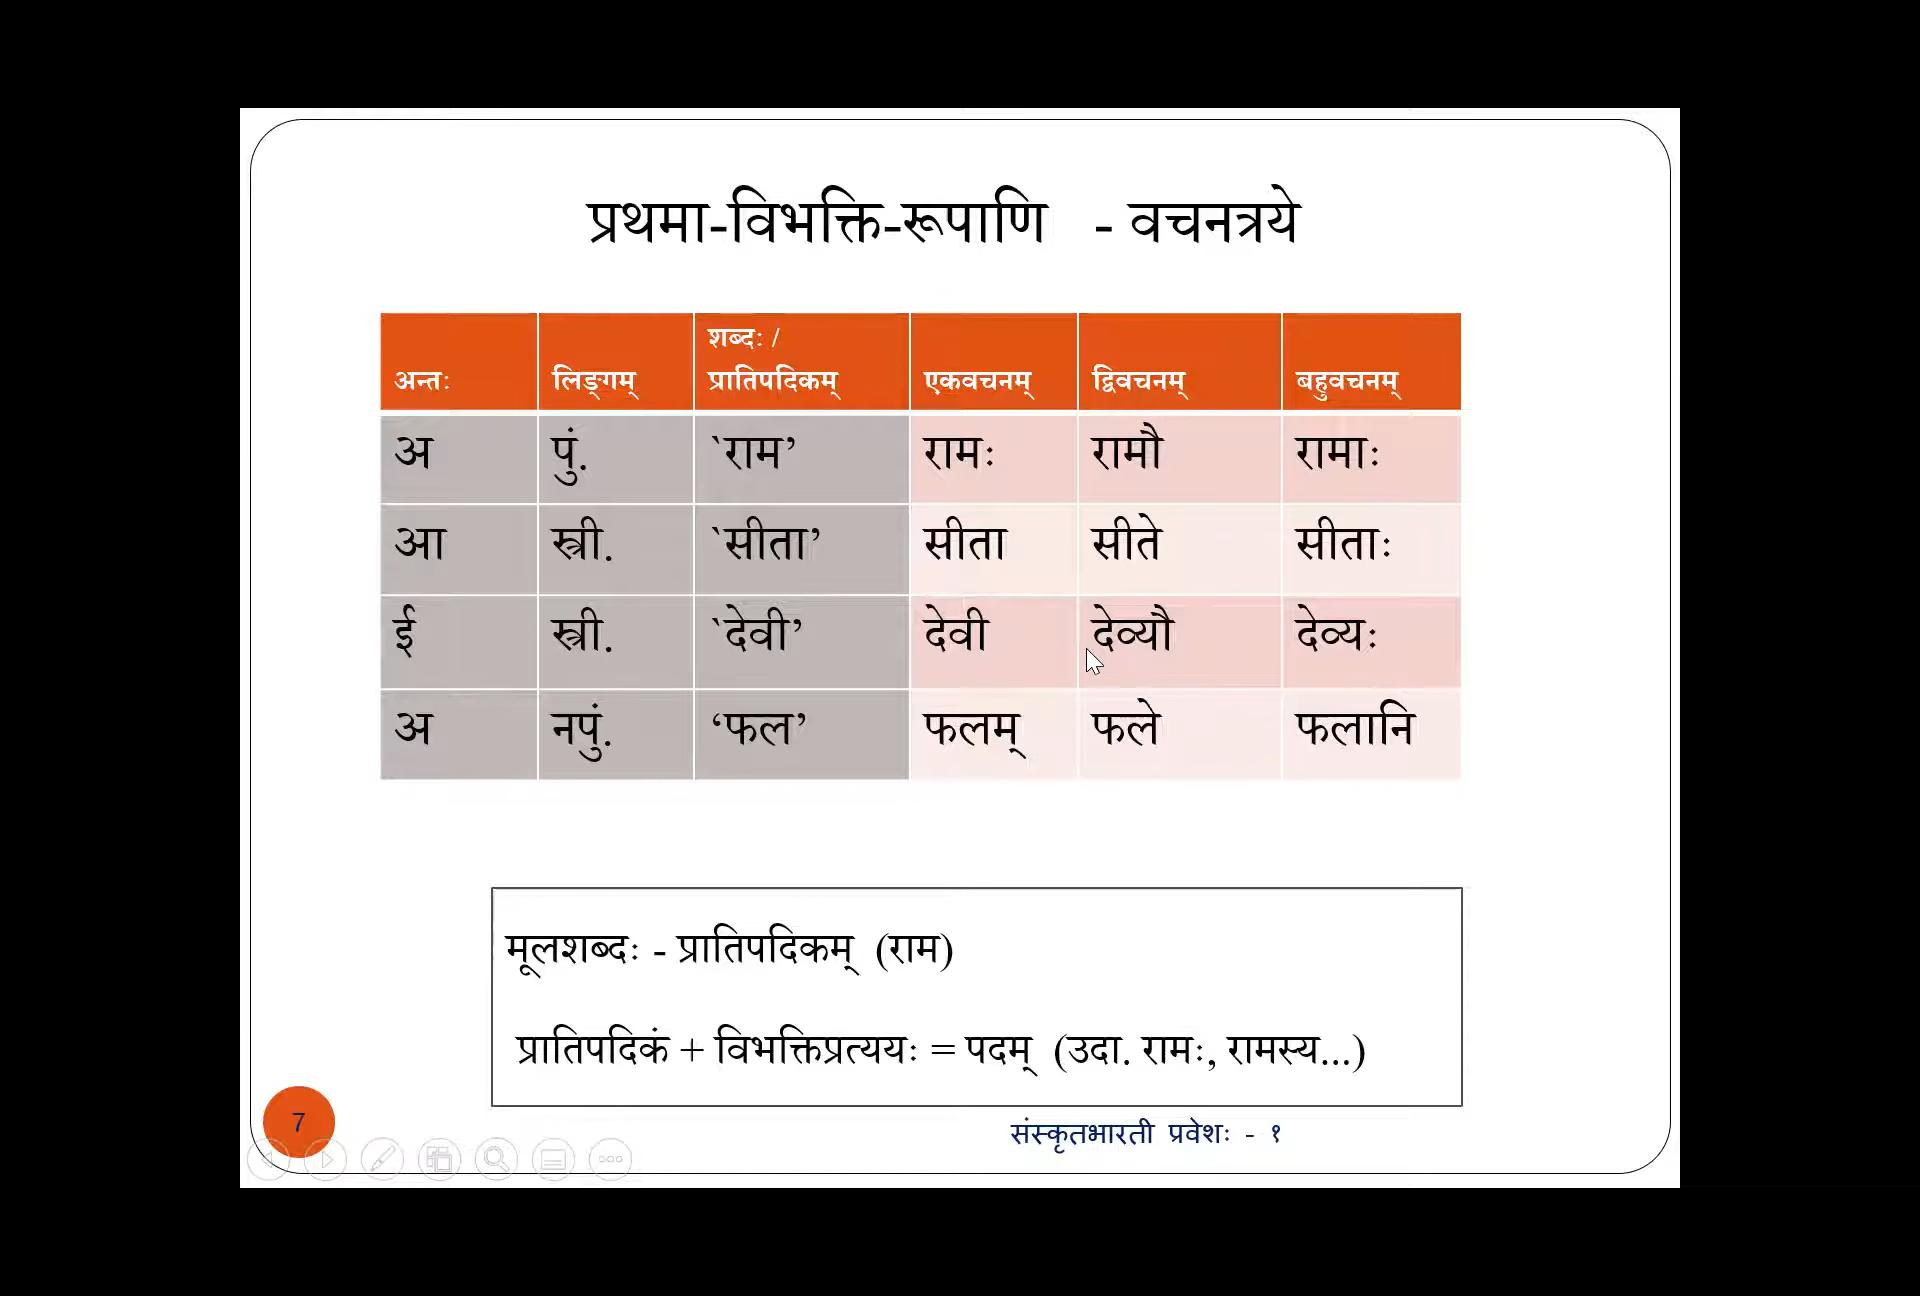 प्रथमा-विभक्ति-रूपाणि - वचनत्रये
अन्तः लिङ्गम् शब्दः / प्रातिपदिकम् एकवचनम् द्विवचनम् बहुवचनम्
अ पुं. `राम’ रामः रामौ रामाः
आ स्त्री. `सीता’ सीता सीते सीताः
ई स्त्री. `देवी’ देवी देव्यौ देव्यः
अ नपुं. ‘फल’ फलम् फले फलानि
मूलशब्दः - प्रातिपदिकम् (राम)
प्रातिपदिकं + विभक्तिप्रत्ययः = पदम् (उदा. रामः, रामस्य...)
7
संस्कृतभारती प्रवेशः - १